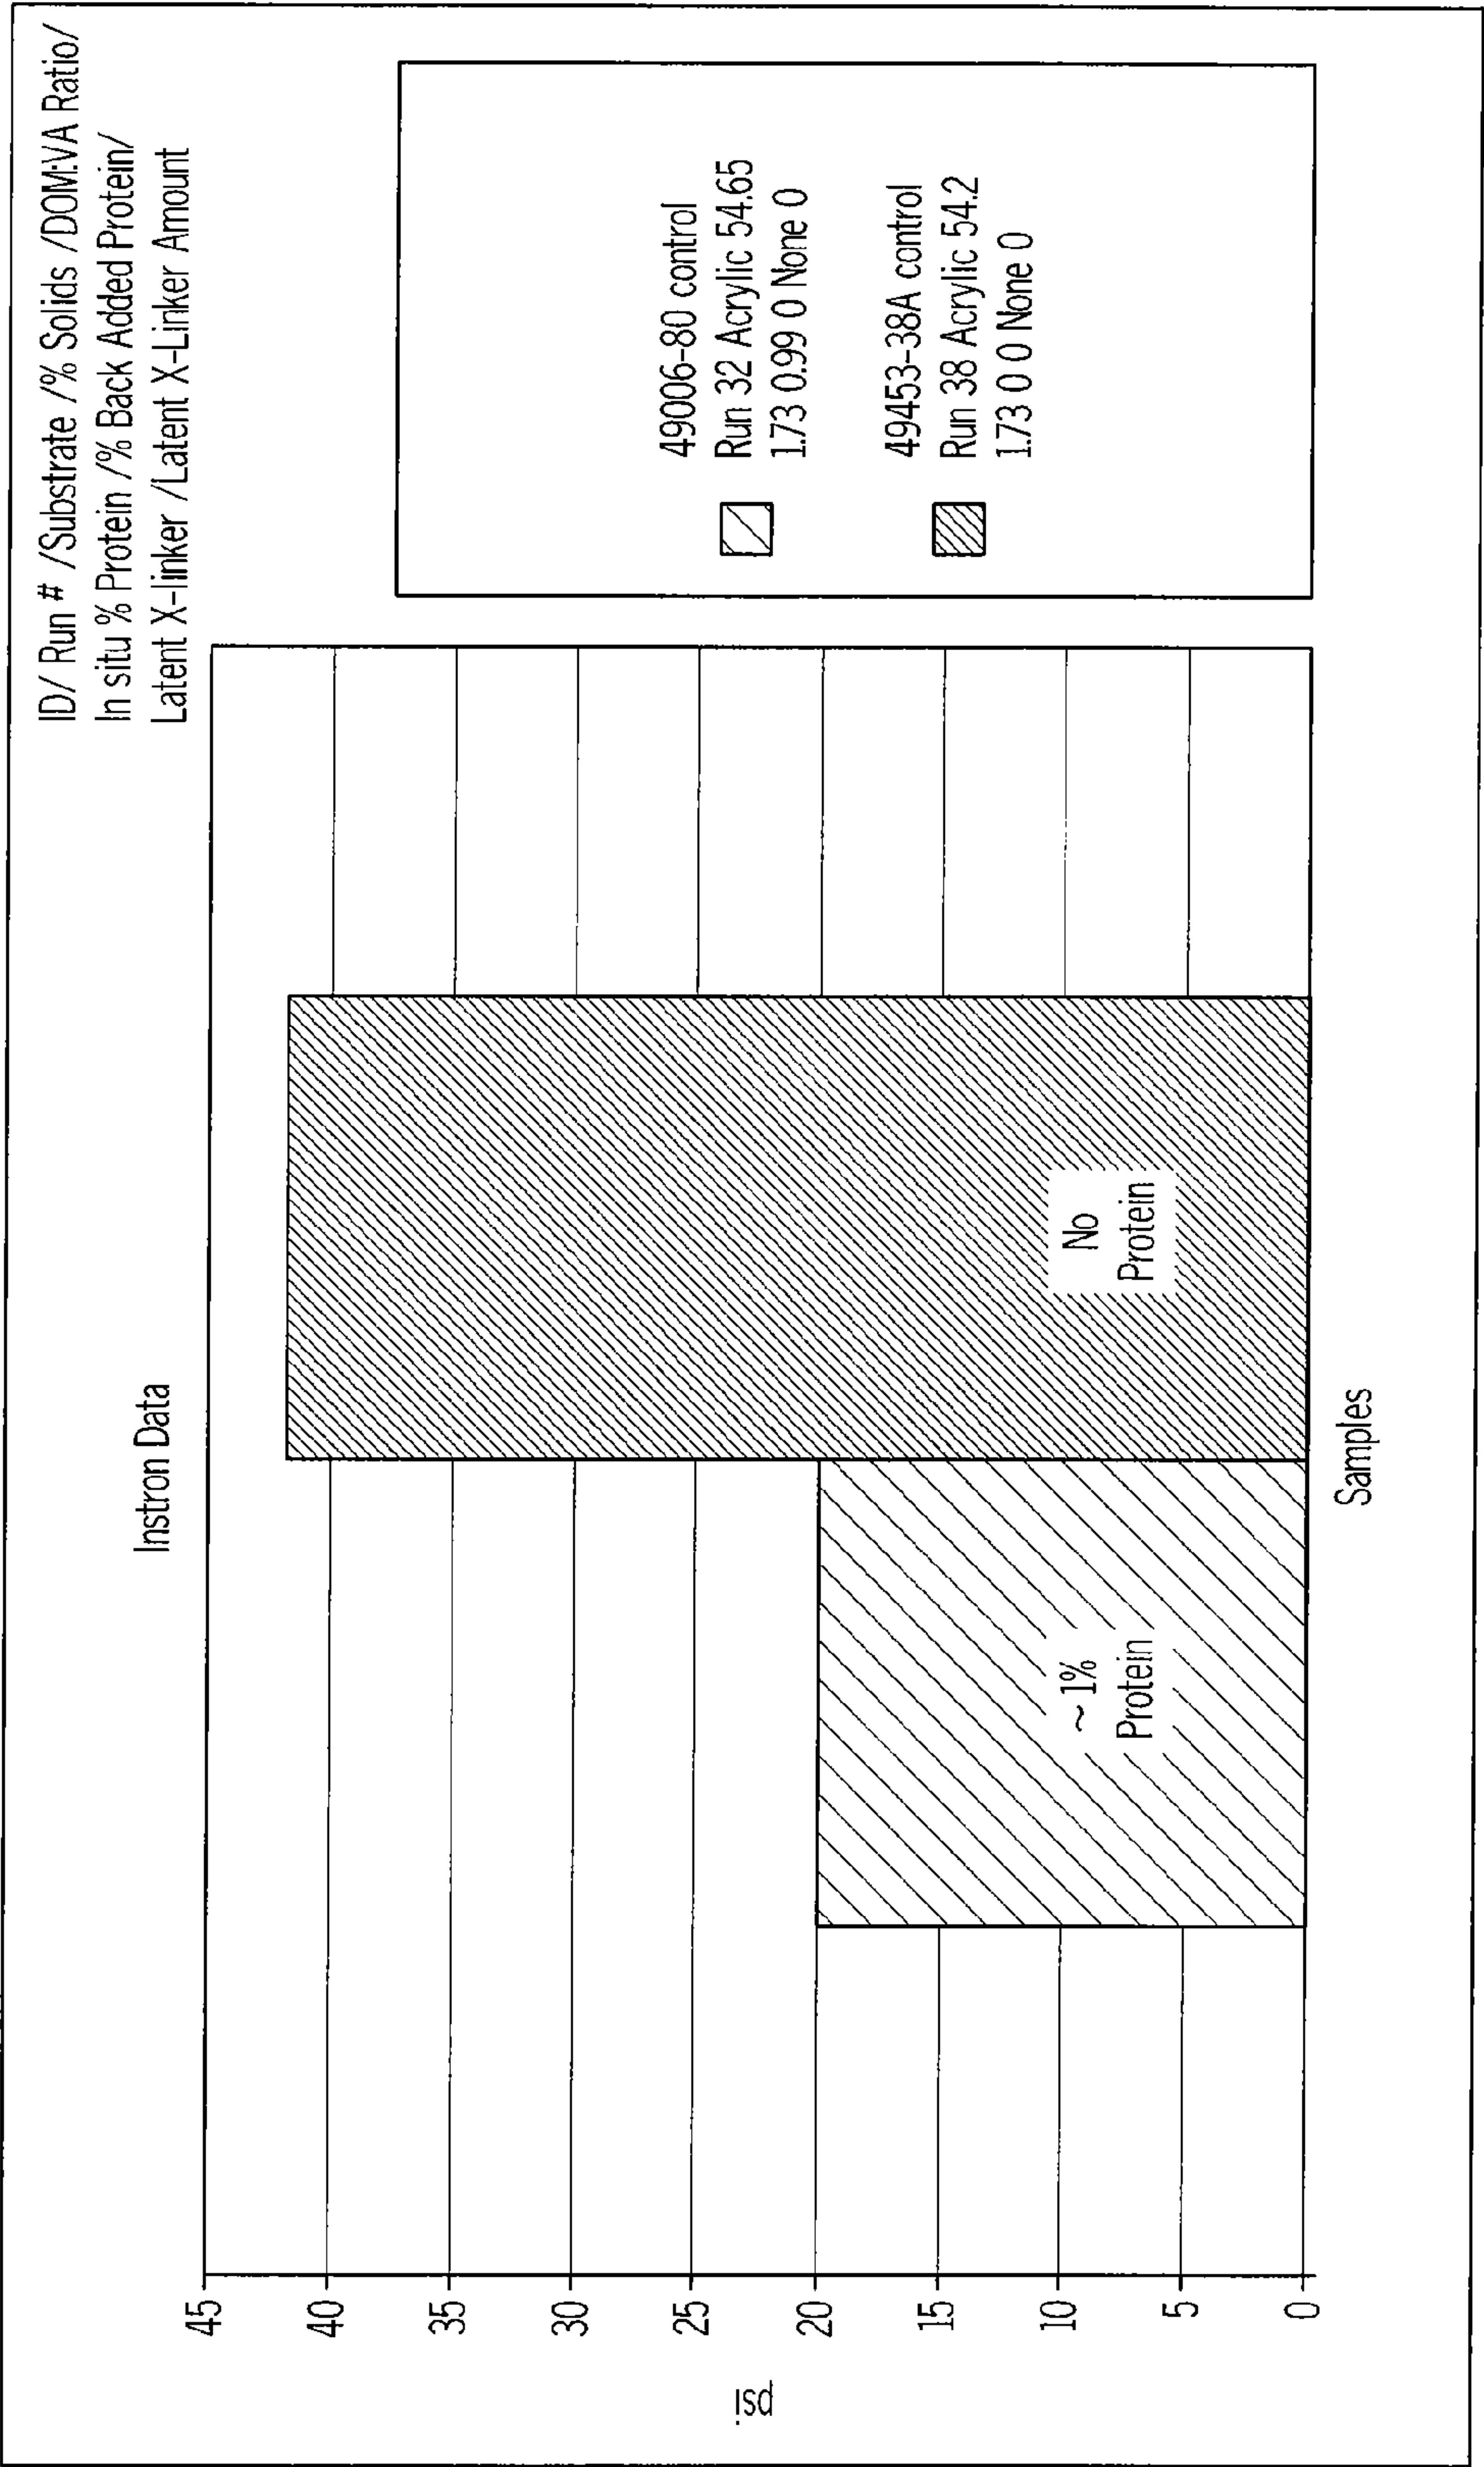 ID/ Run # /Substrate /% Solids /DOM:VA Ratio/
In situ % Protein /% Back Added Protein/
Latent X-linker /Latent X-Linker Amount
Instron Data
psi
45
40
35
30
25
20
15
10
5
0
~ 1%
Protein
No
Protein
Samples
49006-80 control
Run 32 Acrylic 54.65
1.73 0.99 0 None 0
49453-38A control
Run 38 Acrylic 54.2
1.73 0 0 None 0